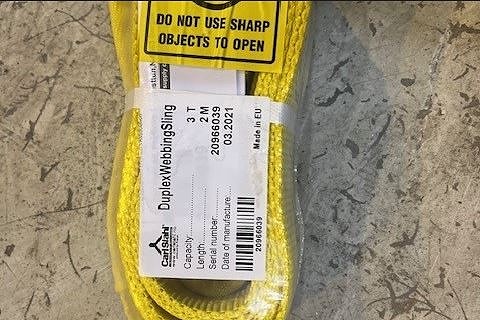 DO NOT USE SHARP
OBJECTS TO OPEN
CarlStahl
DuplexWebbingSling
Capacity: 3 T
Length 2 M
Serial number: 20966039
Date of manufacture: 03.2021
Made in EU
20966039
supply